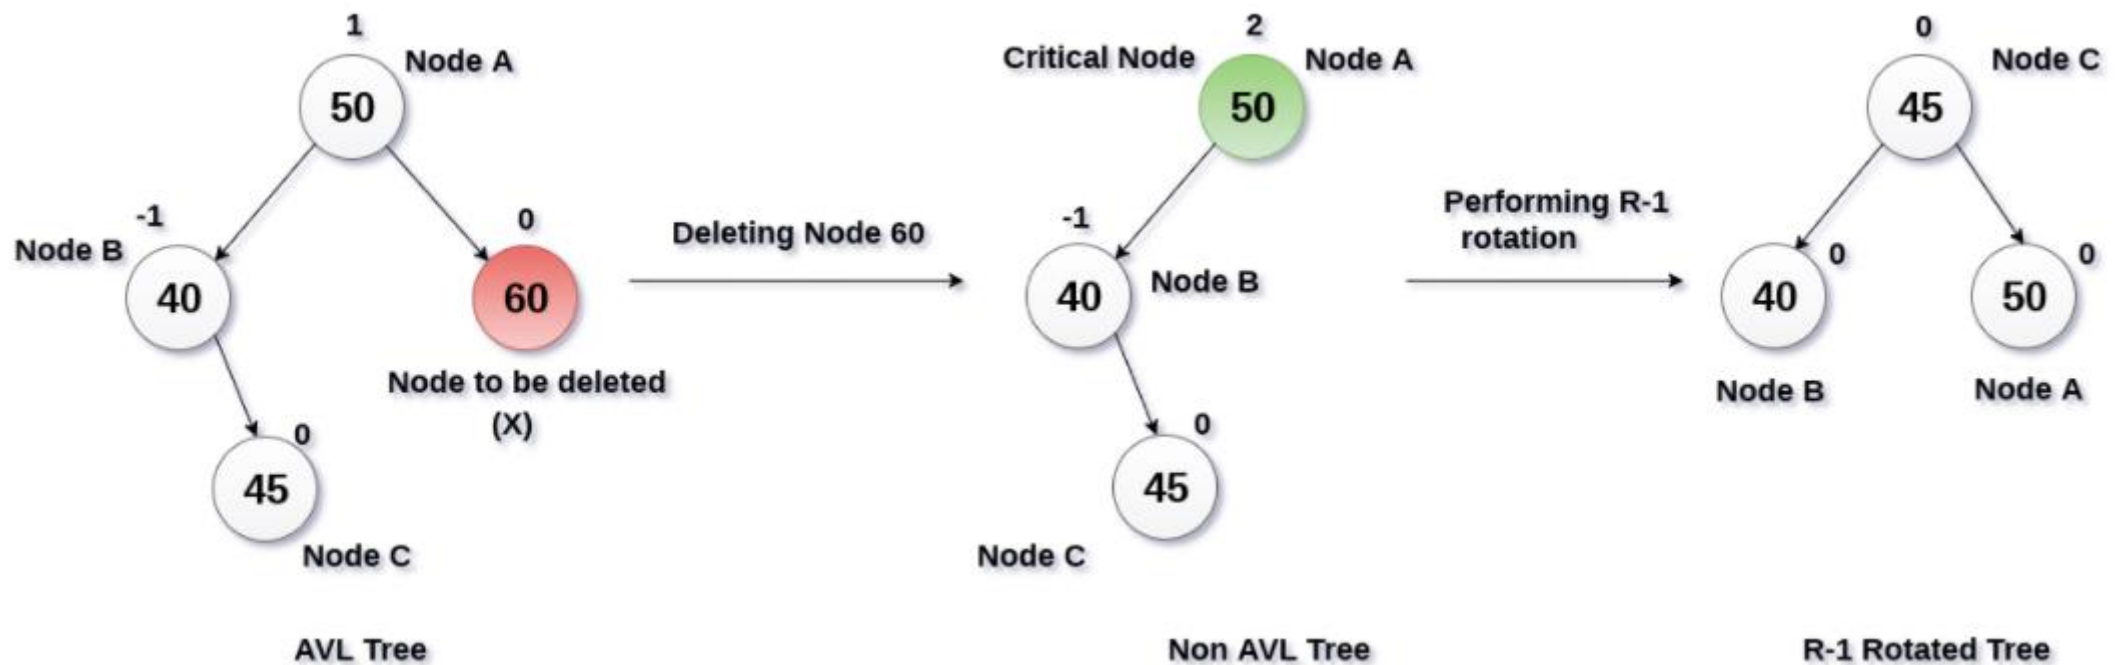 1
Node A
50
-1
Node B
40
0
60
Node to be deleted
(X)
0
45
Node C
AVL Tree
Deleting Node 60
2
Critical Node
Node A
50
-1
40
Node B
0
45
Node C
Non AVL Tree
Performing R-1
rotation
0
Node C
45
0
40
Node B
0
50
Node A
R-1 Rotated Tree